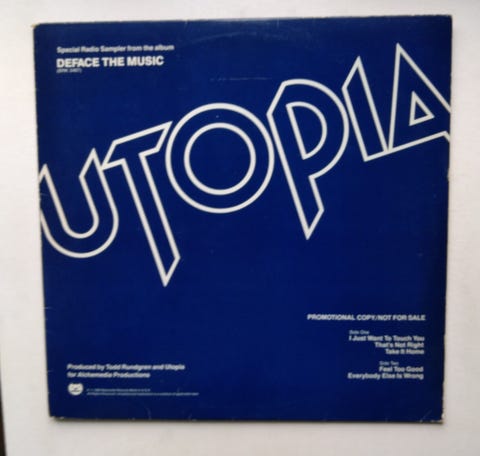 Special Radio Sampler from the album
DEFACE THE MUSIC
(BRK 3487)
UTOPIA
PROMOTIONAL COPY/NOT FOR SALE
Side One
I Just Want To Touch You
That's Not Right
Take It Home
Side Two
Feel Too Good
Everybody Else Is Wrong
Produced by Todd Rundgren and Utopia
for Alchemedia Productions